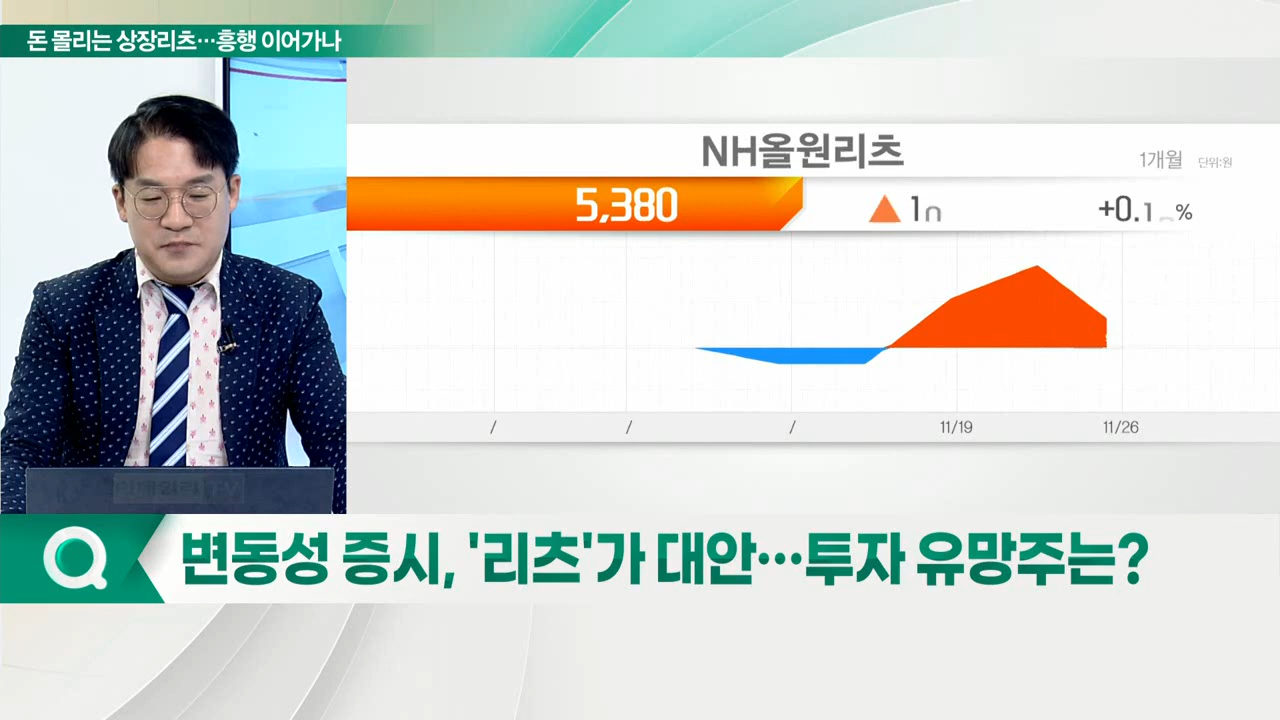 돈 몰리는 상장리츠…흥행 이어가나
NH올원리츠
1개월 단위:원
5,380 ▲
/ / / 11/19 11/26
변동성 증시, '리츠'가 대안…투자 유망주는?